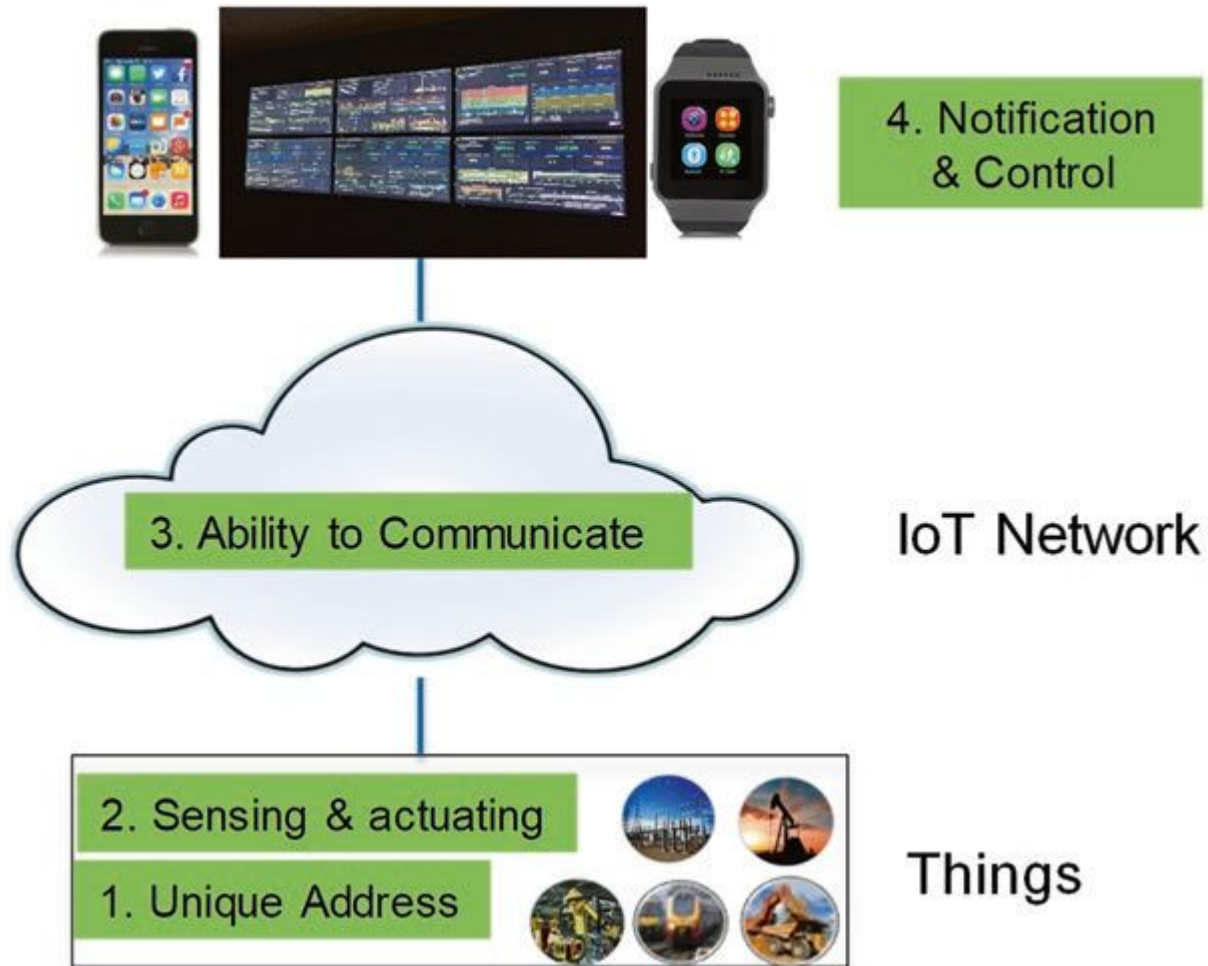 4. Notification
& Control
3. Ability to Communicate
IoT Network
2. Sensing & actuating
1. Unique Address
Things